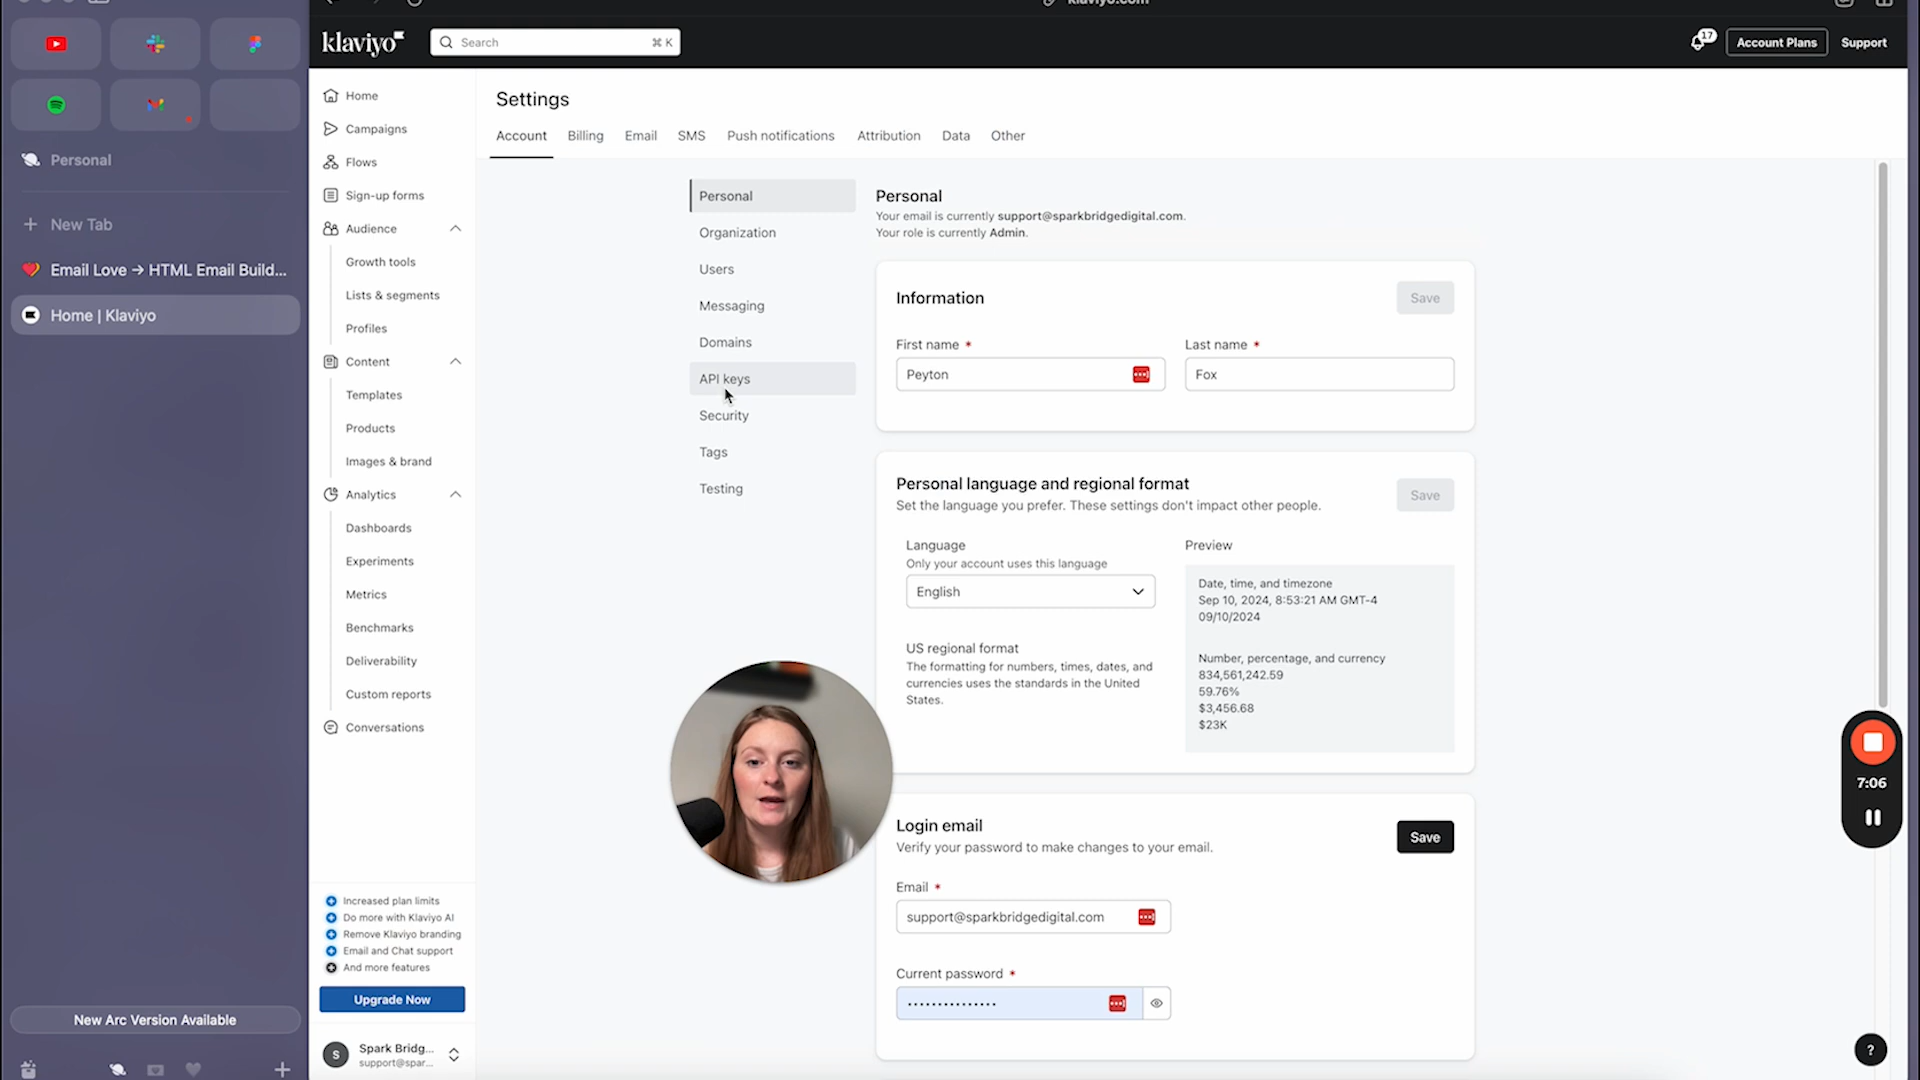 klaviyo.com
klaviyo
Search
⌘ K
17
Account Plans
Support
Personal
New Tab
Email Love → HTML Email Build...
Home | Klaviyo
New Arc Version Available
Home
Campaigns
Flows
Sign-up forms
Audience
Growth tools
Lists & segments
Profiles
Content
Templates
Products
Images & brand
Analytics
Dashboards
Experiments
Metrics
Benchmarks
Deliverability
Custom reports
Conversations
Increased plan limits
Do more with Klaviyo AI
Remove Klaviyo branding
Email and Chat support
And more features
Upgrade Now
S
Spark Bridg...
support@spar...
Settings
Account
Billing
Email
SMS
Push notifications
Attribution
Data
Other
Personal
Organization
Users
Messaging
Domains
API keys
Security
Tags
Testing
Personal
Your email is currently support@sparkbridgedigital.com.
Your role is currently Admin.
Information
Save
First name *
Last name *
Peyton
Fox
Personal language and regional format
Set the language you prefer. These settings don't impact other people.
Save
Language
Only your account uses this language
English
US regional format
The formatting for numbers, times, dates, and
currencies uses the standards in the United
States.
Preview
Date, time, and timezone
Sep 10, 2024, 8:53:21 AM GMT-4
09/10/2024
Number, percentage, and currency
834,561,242.59
59.76%
$3,456.68
$23K
Login email
Verify your password to make changes to your email.
Save
Email *
support@sparkbridgedigital.com
Current password *
7:06
?